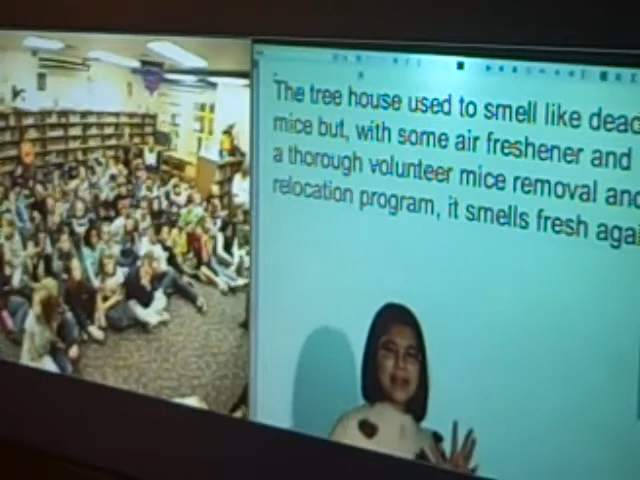 The tree house used to smell like dead
mice but, with some air freshener and
a thorough volunteer mice removal and
relocation program, it smells fresh again